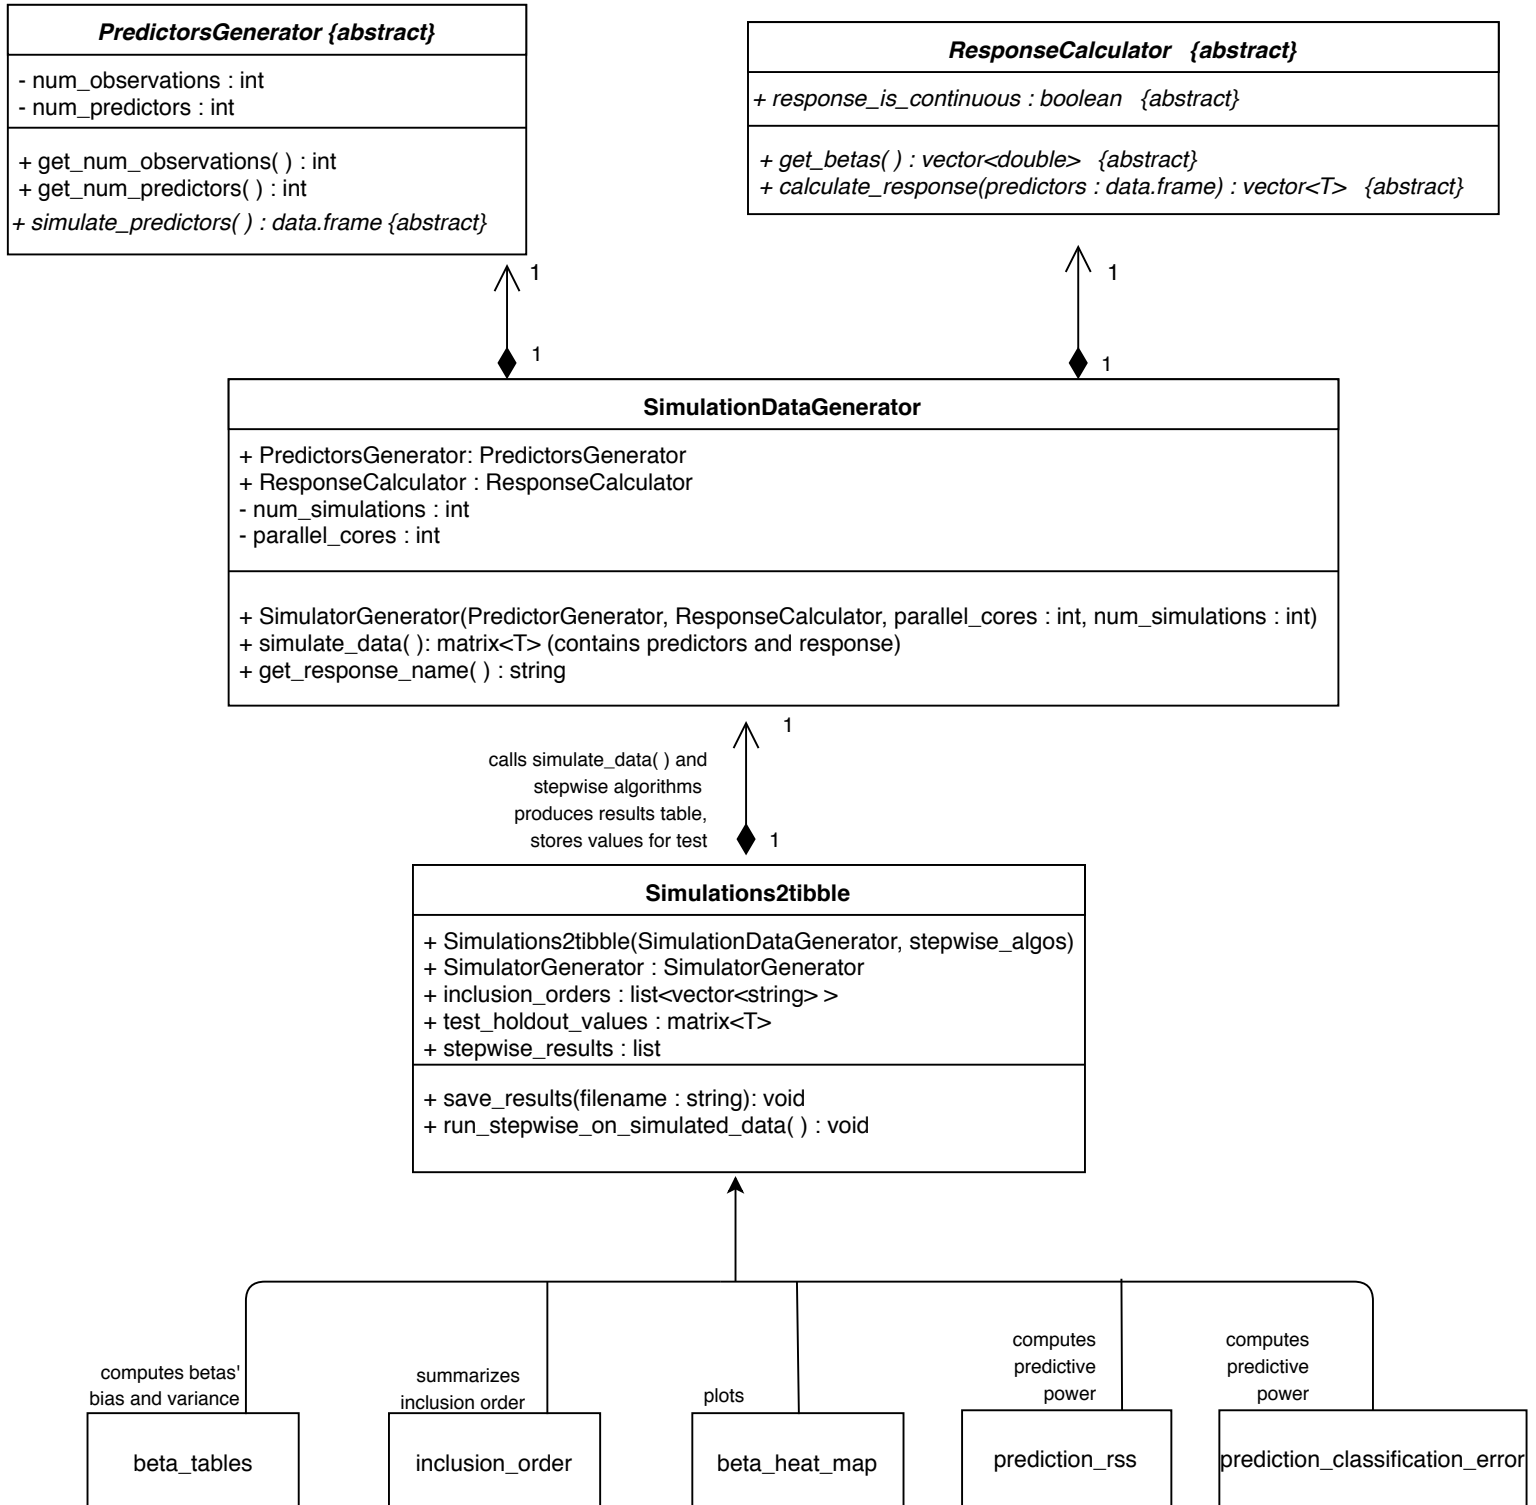 PredictorsGenerator {abstract}
- num_observations : int
- num_predictors : int
+ get_num_observations( ) : int
+ get_num_predictors( ) : int
+ simulate_predictors( ) : data.frame {abstract}
ResponseCalculator {abstract}
+ response_is_continuous : boolean {abstract}
+ get_betas( ) : vector<double> {abstract}
+ calculate_response(predictors : data.frame) : vector<T> {abstract}
1
1
1
1
SimulationDataGenerator
+ PredictorsGenerator: PredictorsGenerator
+ ResponseCalculator : ResponseCalculator
- num_simulations : int
- parallel_cores : int
+ SimulatorGenerator(PredictorGenerator, ResponseCalculator, parallel_cores : int, num_simulations : int)
+ simulate_data( ): matrix<T> (contains predictors and response)
+ get_response_name( ) : string
1
calls simulate_data( ) and
stepwise algorithms
produces results table,
stores values for test
1
Simulations2tibble
+ Simulations2tibble(SimulationDataGenerator, stepwise_algos)
+ SimulatorGenerator : SimulatorGenerator
+ inclusion_orders : list<vector<string> >
+ test_holdout_values : matrix<T>
+ stepwise_results : list
+ save_results(filename : string): void
+ run_stepwise_on_simulated_data( ) : void
computes betas'
bias and variance
summarizes
inclusion order
plots
computes
predictive
power
computes
predictive
power
beta_tables
inclusion_order
beta_heat_map
prediction_rss
prediction_classification_error